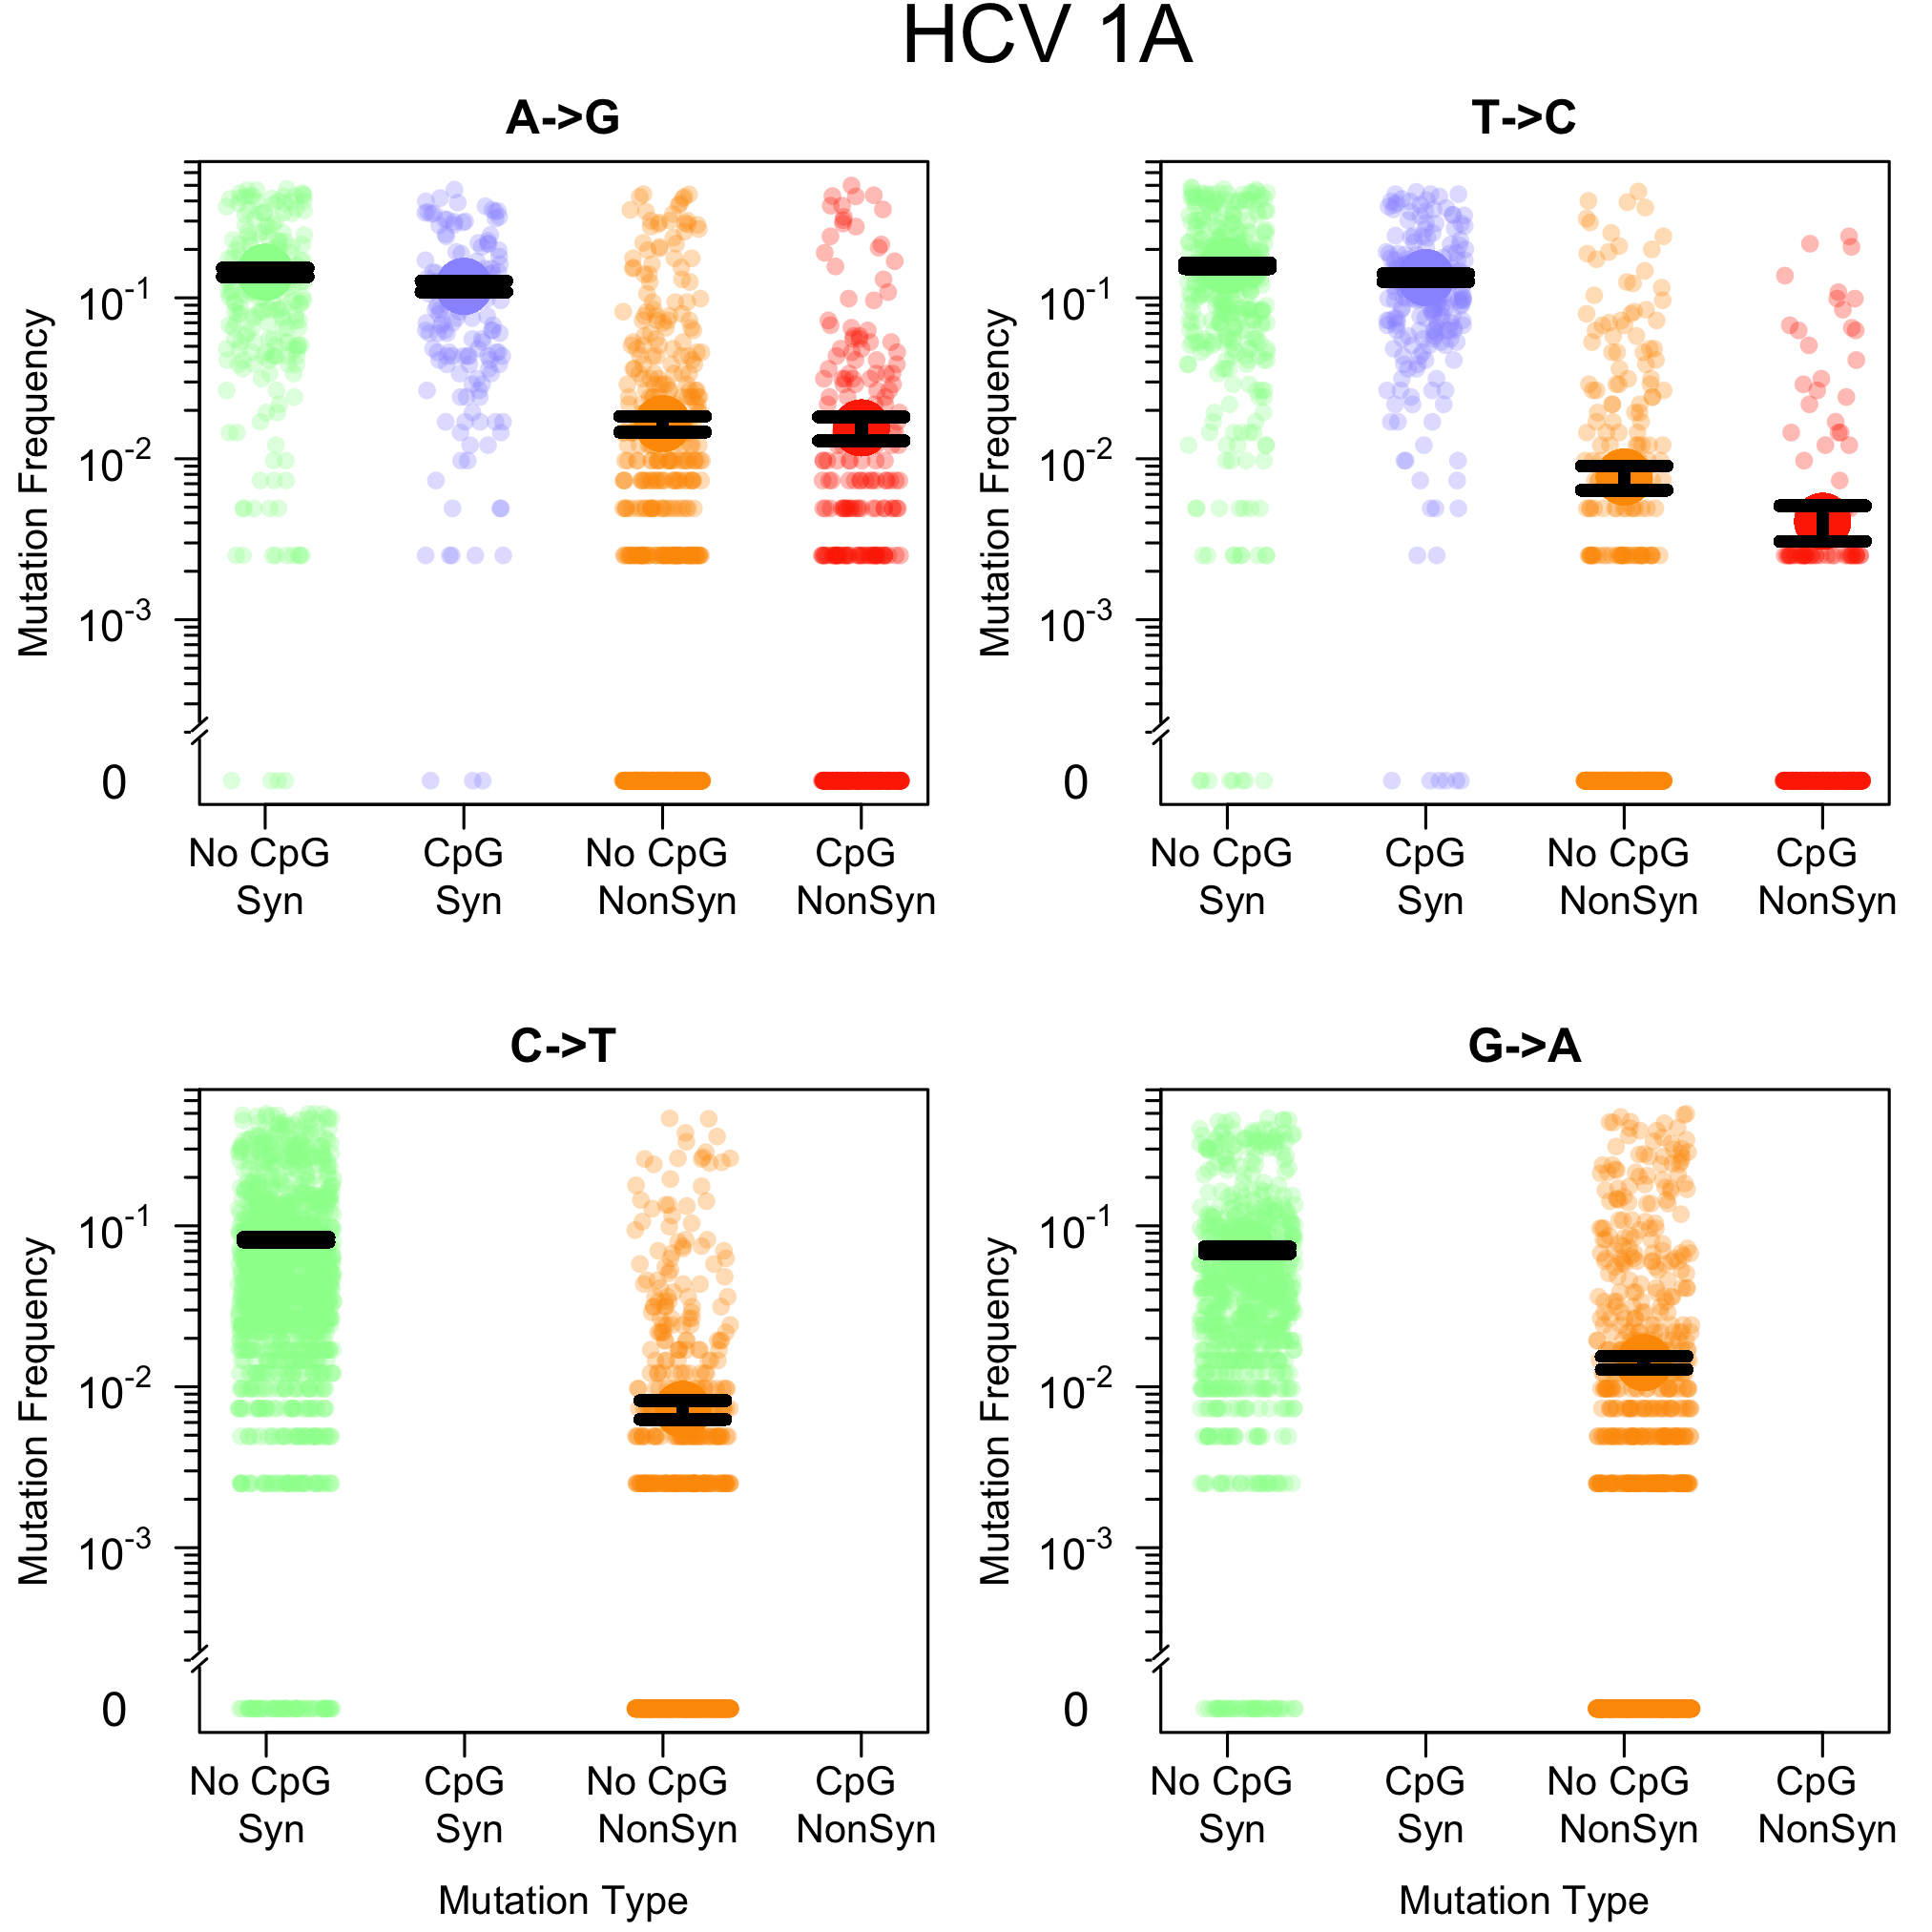 HCV 1A
A->G
Mutation Frequency
10-1
10-2
10-3
0
No CpG CpG No CpG CpG
Syn Syn NonSyn NonSyn
T->C
Mutation Frequency
10-1
10-2
10-3
0
No CpG CpG No CpG CpG
Syn Syn NonSyn NonSyn
C->T
Mutation Frequency
10-1
10-2
10-3
0
No CpG CpG No CpG CpG
Syn Syn NonSyn NonSyn
Mutation Type
G->A
Mutation Frequency
10-1
10-2
10-3
0
No CpG CpG No CpG CpG
Syn Syn NonSyn NonSyn
Mutation Type